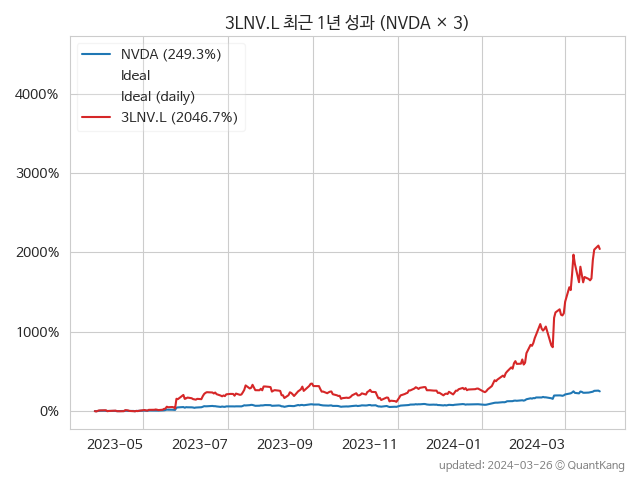 3LNV.L 최근 1년 성과 (NVDA × 3)
NVDA (249.3%)
Ideal
Ideal (daily)
3LNV.L (2046.7%)
4000%
3000%
2000%
1000%
0%
2023-05 2023-07 2023-09 2023-11 2024-01 2024-03
updated: 2024-03-26 © QuantKang